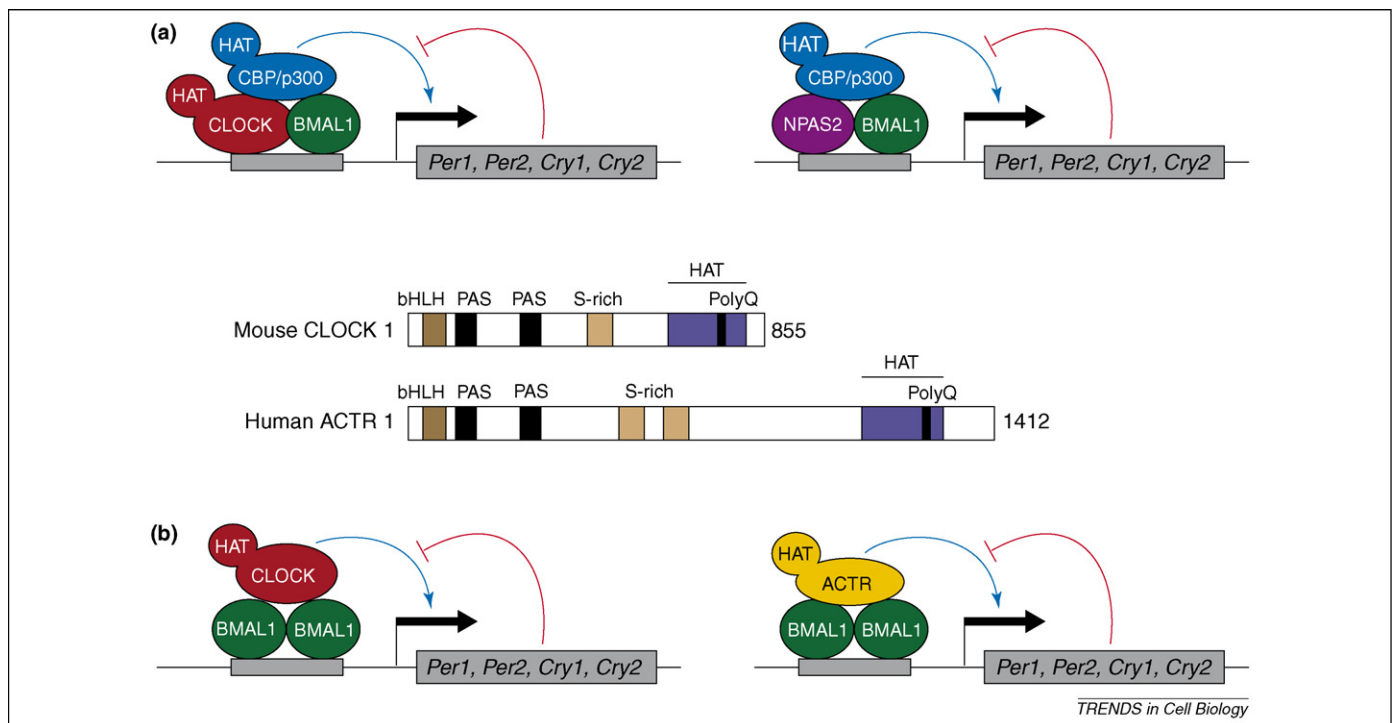 (a)
HAT
CBP/p300
HAT
CLOCK
BMAL1
Per1, Per2, Cry1, Cry2
HAT
CBP/p300
NPAS2
BMAL1
Per1, Per2, Cry1, Cry2
HAT
bHLH PAS PAS S-rich PolyQ
Mouse CLOCK 1 855
HAT
bHLH PAS PAS S-rich PolyQ
Human ACTR 1 1412
(b)
HAT
CLOCK
BMAL1 BMAL1
Per1, Per2, Cry1, Cry2
HAT
ACTR
BMAL1 BMAL1
Per1, Per2, Cry1, Cry2
TRENDS in Cell Biology